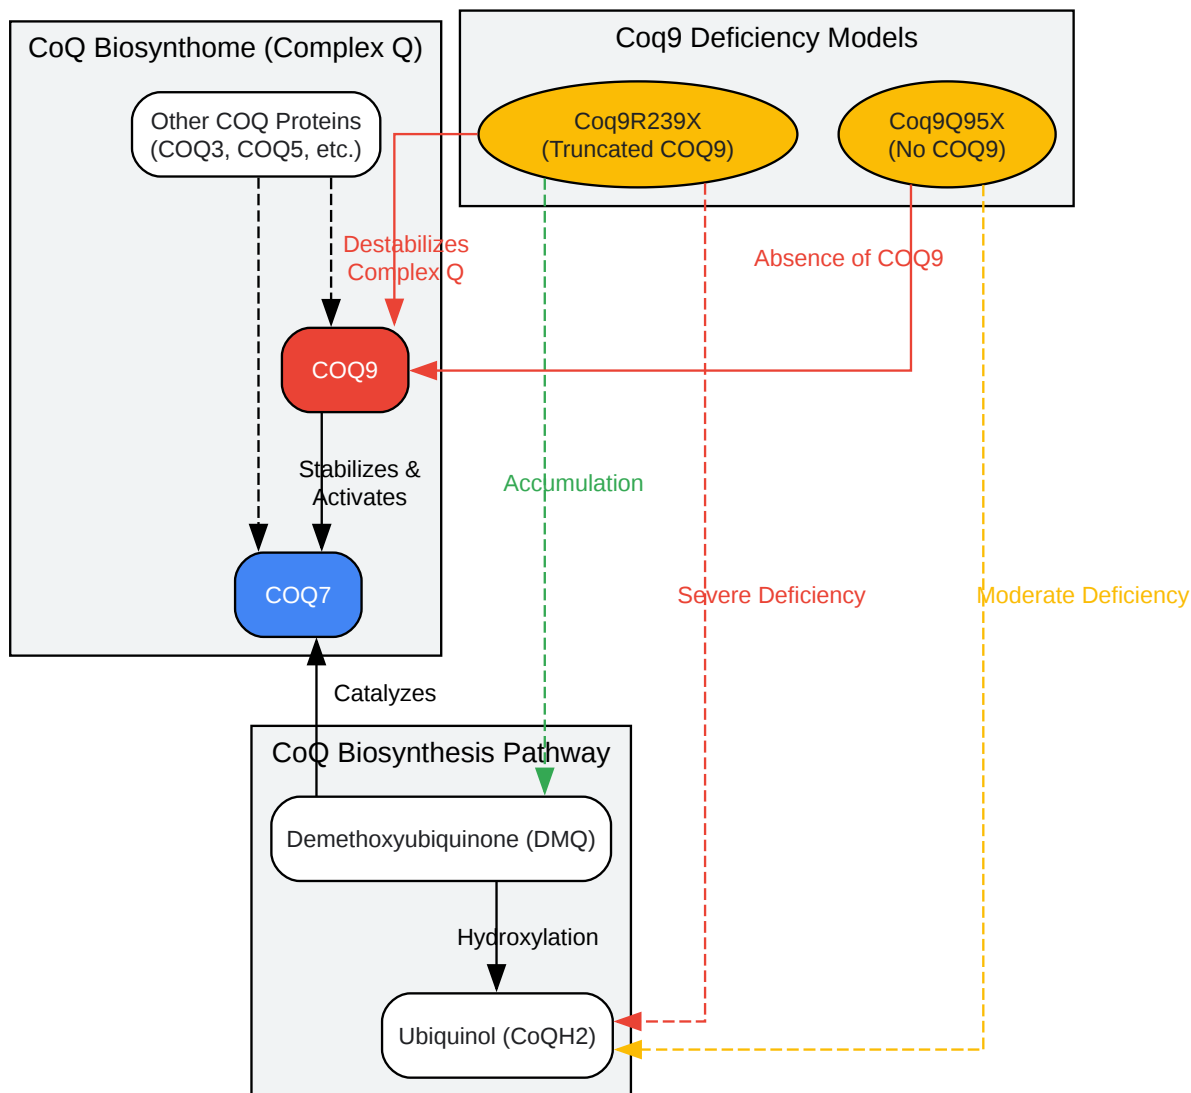 CoQ Biosynthome (Complex Q)
Other COQ Proteins
(COQ3, COQ5, etc.)
Coq9 Deficiency Models
Coq9R239X
(Truncated COQ9)
Coq9Q95X
(No COQ9)
Destabilizes
Complex Q
Absence of COQ9
COQ9
Stabilizes &
Activates
Accumulation
COQ7
Severe Deficiency
Moderate Deficiency
Catalyzes
CoQ Biosynthesis Pathway
Demethoxyubiquinone (DMQ)
Hydroxylation
Ubiquinol (CoQH2)